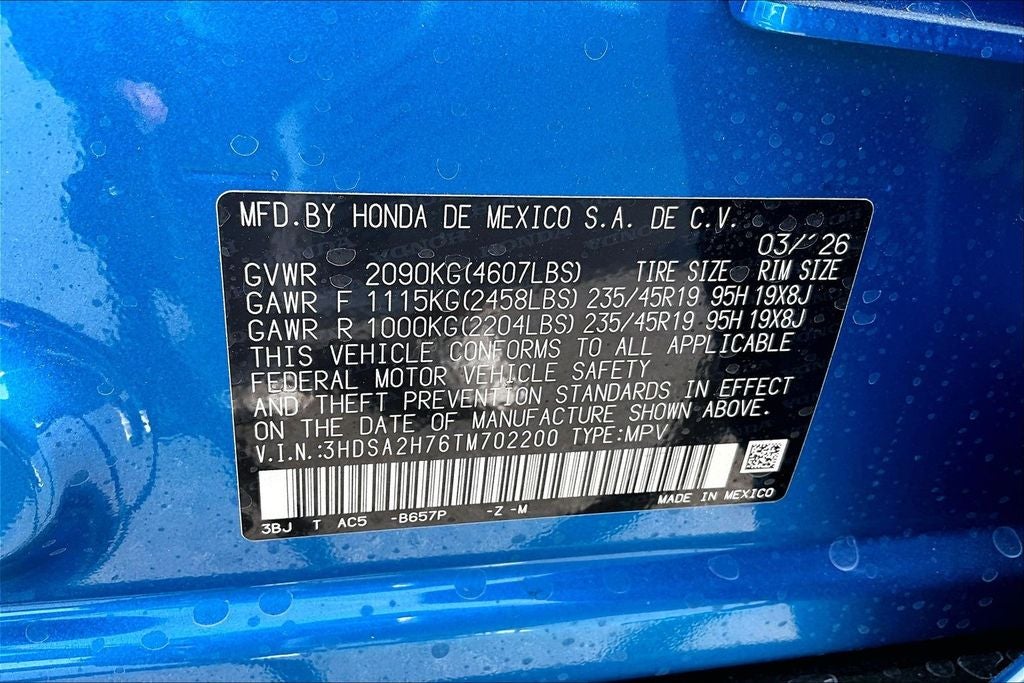 MFD.BY HONDA DE MEXICO S.A. DE C.V.
03/ 26
GVWR 2090KG(4607LBS) TIRE SIZE RIM SIZE
GAWR F 1115KG(2458LBS) 235/45R19 95H 19X8J
GAWR R 1000KG(2204LBS) 235/45R19 95H 19X8J
THIS VEHICLE CONFORMS TO ALL APPLICABLE
FEDERAL MOTOR VEHICLE SAFETY
AND THEFT PREVENTION STANDARDS IN EFFECT
ON THE DATE OF MANUFACTURE SHOWN ABOVE.
V.I.N.:3HDSA2H76TM702200 TYPE:MPV
MADE IN MEXICO
3BJ T AC5 -B657P -Z -M